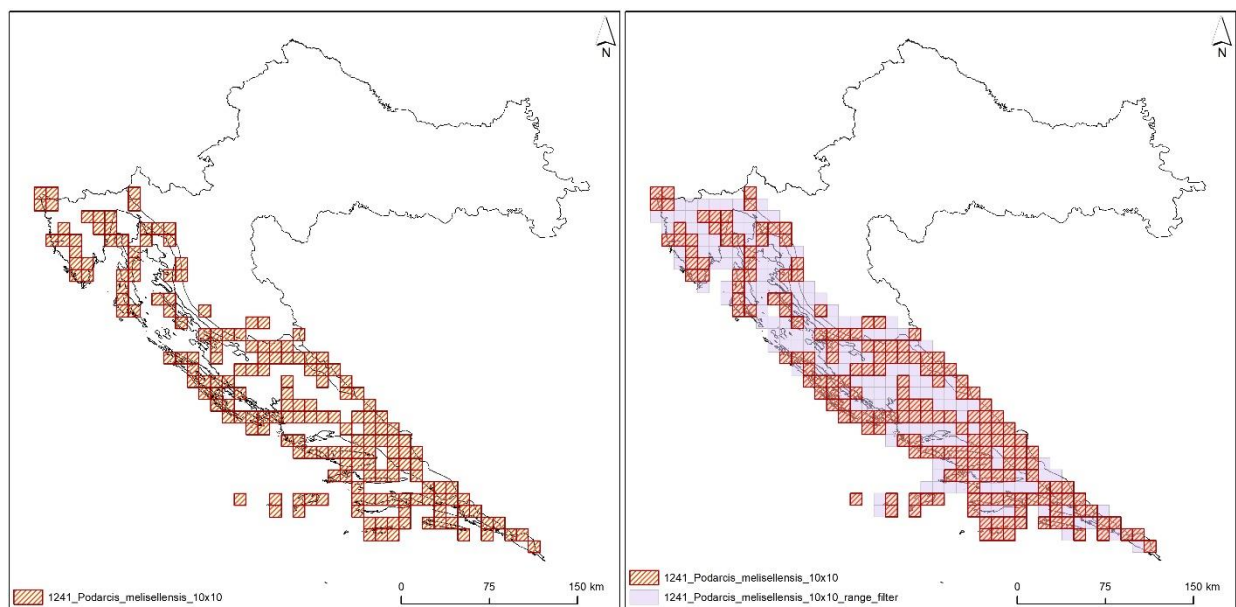 N
1241_Podarcis_melisellensis_10x10
0 75 150 km
N
1241_Podarcis_melisellensis_10x10
1241_Podarcis_melisellensis_10x10_range_filter
0 75 150 km